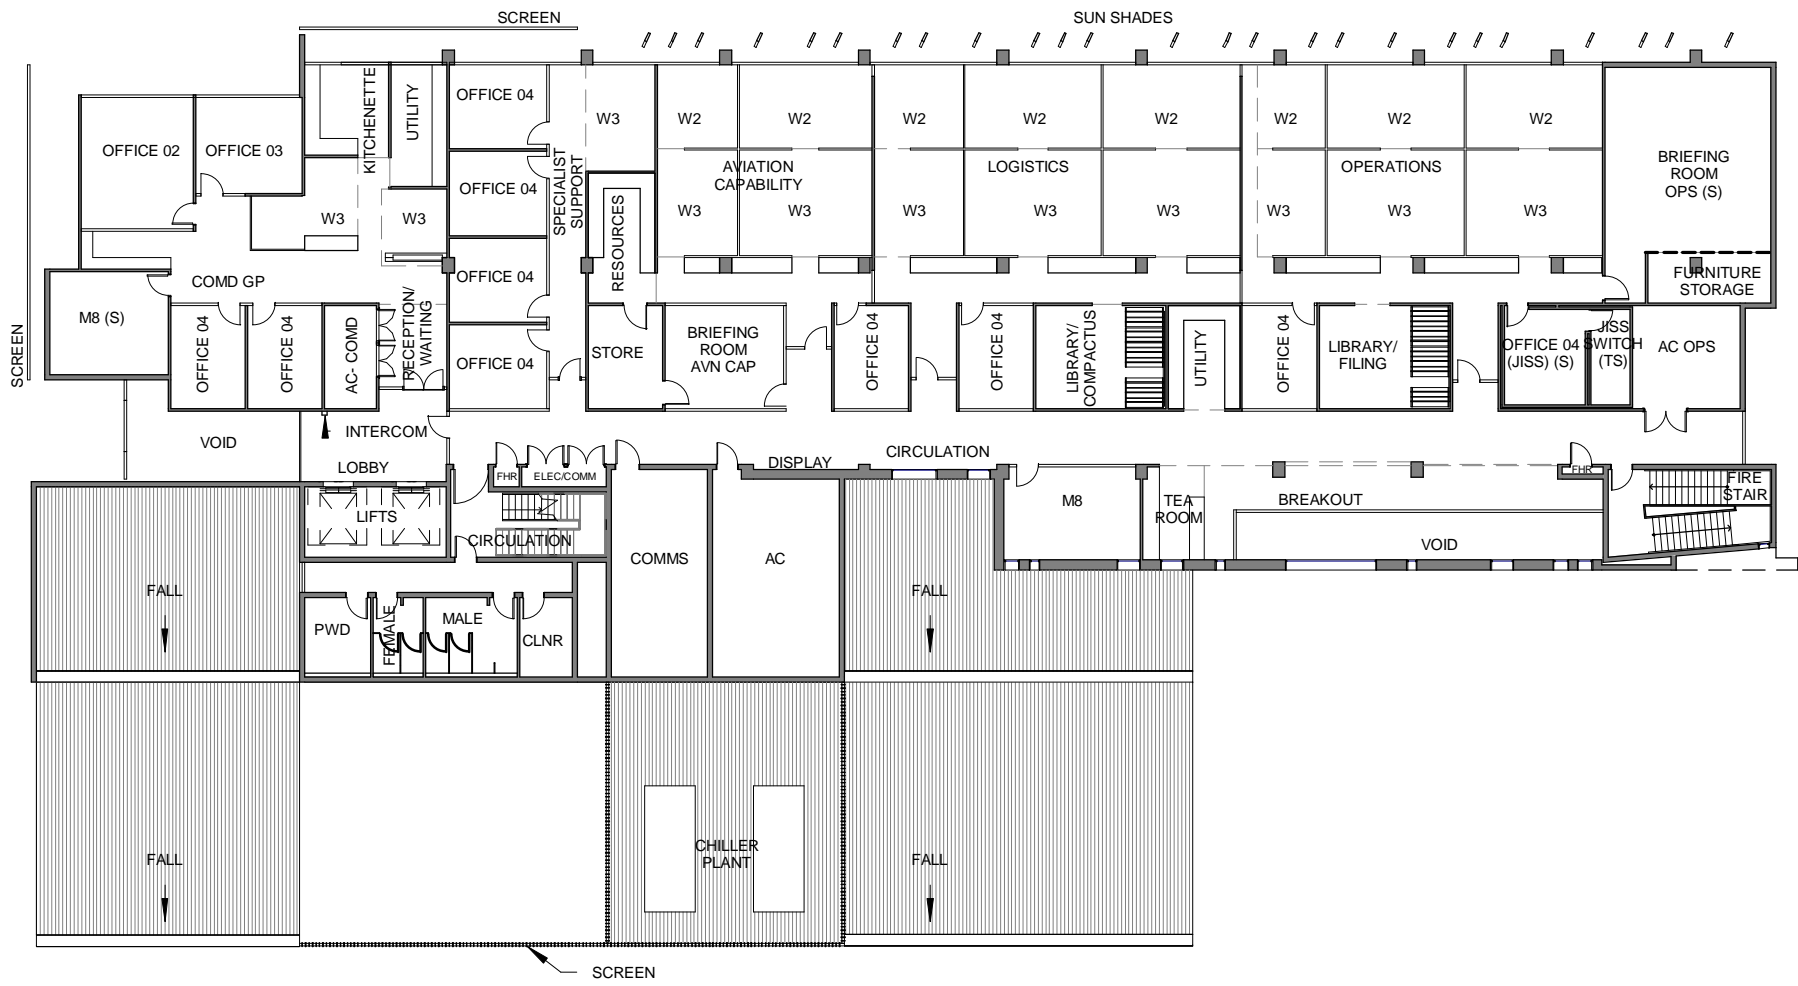 SCREEN
SUN SHADES
SCREEN
OFFICE 02
OFFICE 03
KITCHENETTE
UTILITY
W3
W3
COMD GP
M8 (S)
OFFICE 04
OFFICE 04
AC- COMD
RECEPTION/
WAITING
OFFICE 04
OFFICE 04
OFFICE 04
OFFICE 04
SPECIALIST
SUPPORT
W3
RESOURCES
STORE
W2
W2
AVIATION
CAPABILITY
W3
W3
BRIEFING
ROOM
AVN CAP
W2
W2
W2
LOGISTICS
W3
W3
W3
OFFICE 04
OFFICE 04
LIBRARY/
COMPACTUS
UTILITY
W2
W2
W2
OPERATIONS
W3
W3
W3
OFFICE 04
LIBRARY/
FILING
BRIEFING
ROOM
OPS (S)
FURNITURE
STORAGE
OFFICE 04
(JISS) (S)
JISS
SWITCH
(TS)
AC OPS
VOID
INTERCOM
LOBBY
LIFTS
FHR
ELEC/COMM
CIRCULATION
DISPLAY
CIRCULATION
COMMS
AC
M8
TEA
ROOM
BREAKOUT
VOID
FHR
FIRE
STAIR
FALL
PWD
FEMALE
MALE
CLNR
FALL
FALL
CHILLER
PLANT
FALL
SCREEN